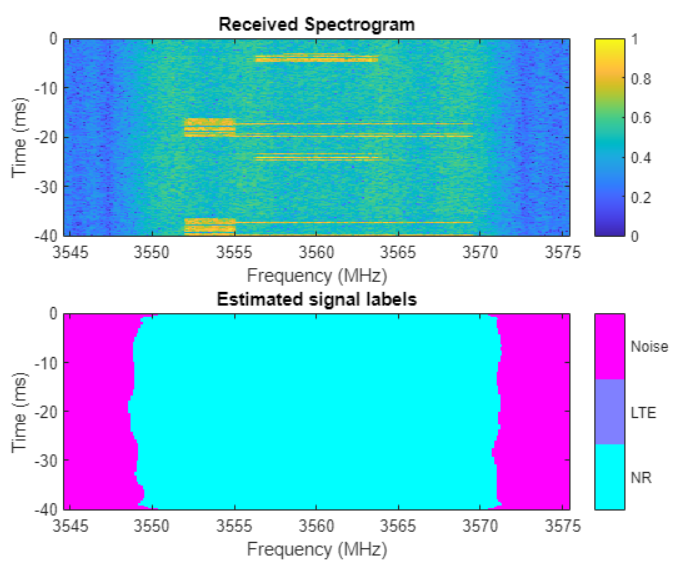 Received Spectrogram
0
-10
-20
-30
-40
Time (ms)
3545 3550 3555 3560 3565 3570 3575
Frequency (MHz)
1
0.8
0.6
0.4
0.2
0
Estimated signal labels
0
-10
-20
-30
-40
Time (ms)
3545 3550 3555 3560 3565 3570 3575
Frequency (MHz)
Noise
LTE
NR